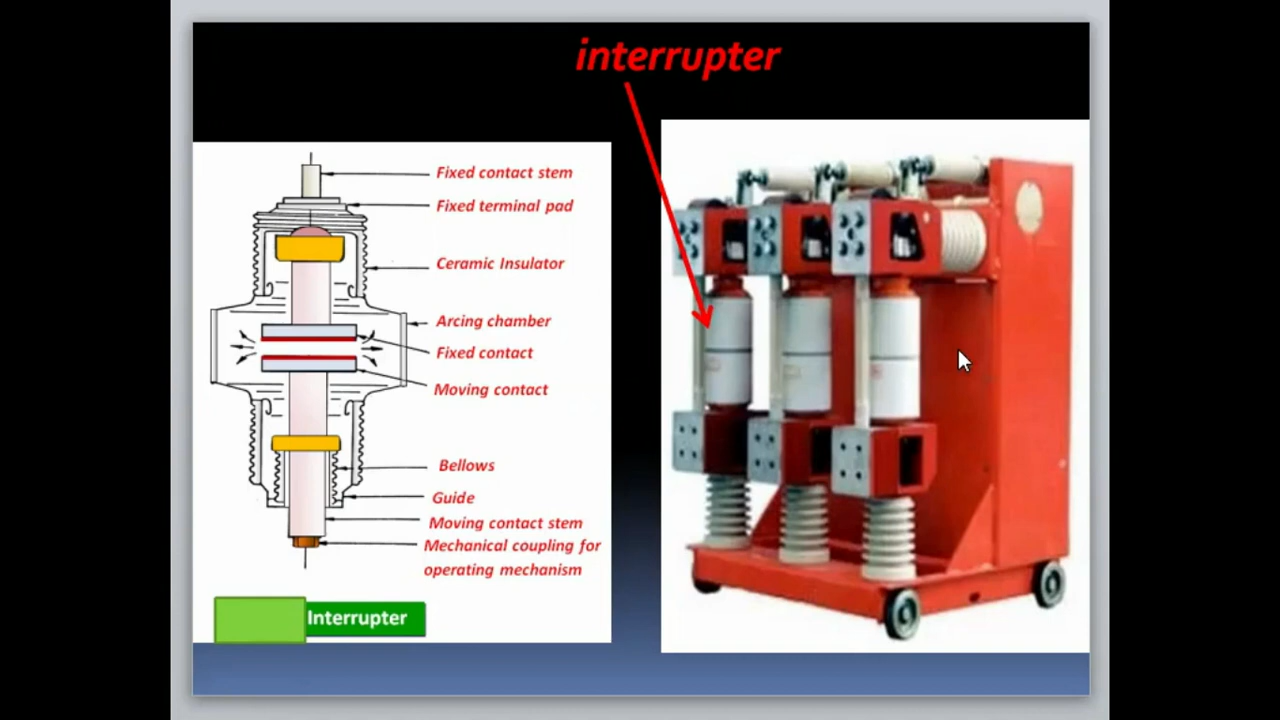 interrupter
Fixed contact stem
Fixed terminal pad
Ceramic Insulator
Arcing chamber
Fixed contact
Moving contact
Bellows
Guide
Moving contact stem
Mechanical coupling for
operating mechanism
Interrupter